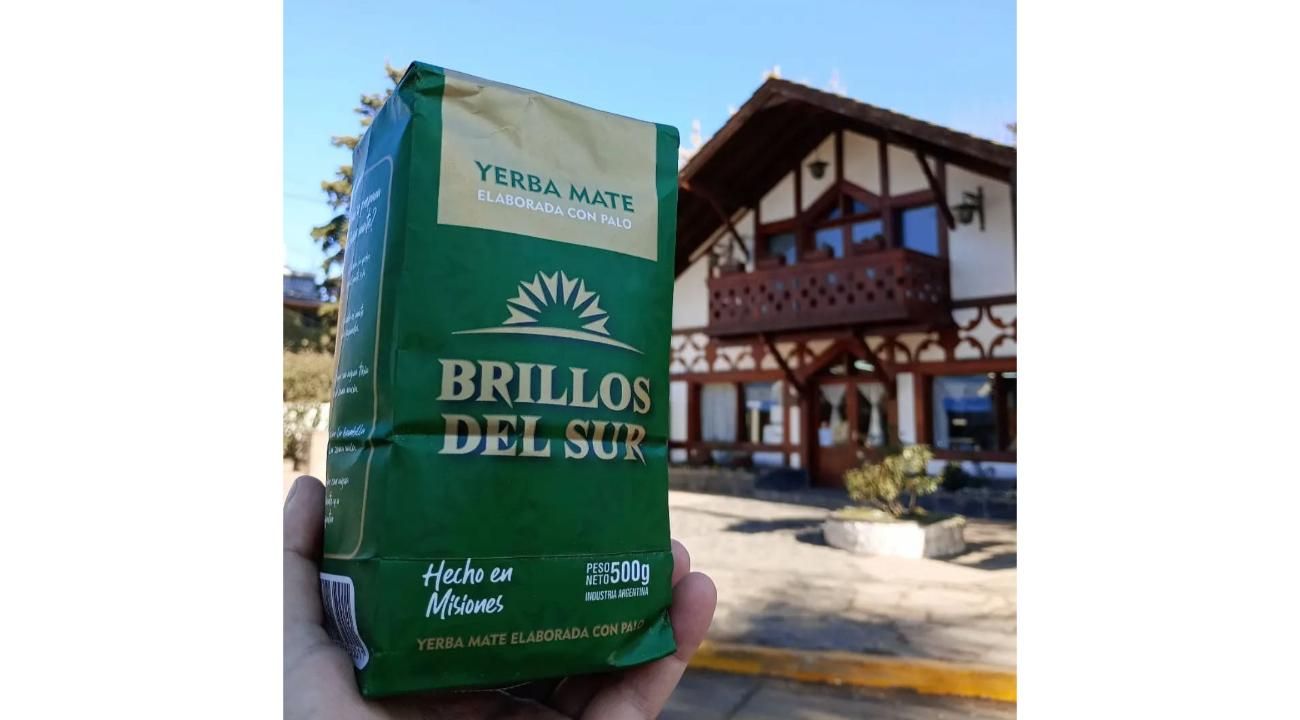 YERBA MATE
ELABORADA CON PALO
BRILLOS
DEL SUR
Hecho en
Misiones
PESO
NETO 500g
INDUSTRIA ARGENTINA
YERBA MATE ELABORADA CON PALO